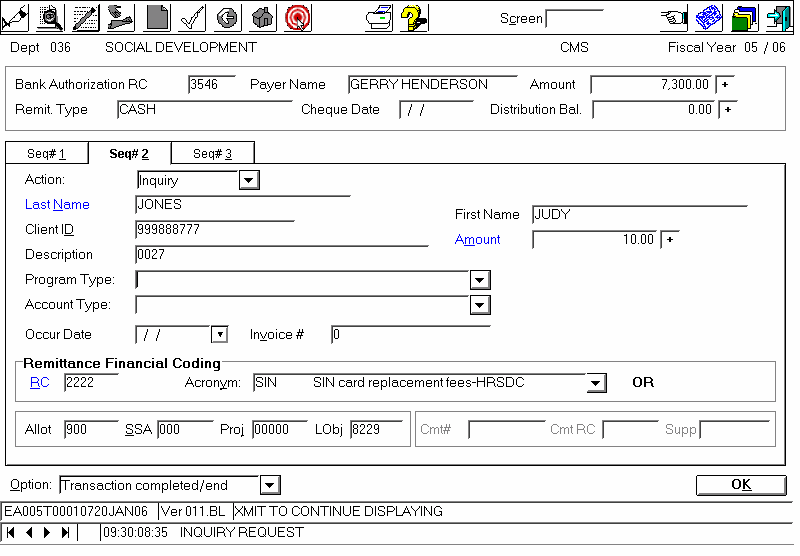 Screen
Dept 036 SOCIAL DEVELOPMENT CMS Fiscal Year 05 / 06
Bank Authorization RC 3546 Payer Name GERRY HENDERSON Amount 7,300.00 +
Remit. Type CASH Cheque Date / / Distribution Bal. 0.00 +
Seq# 1 Seq# 2 Seq# 3
Action: Inquiry
Last Name JONES
First Name JUDY
Client ID 999888777
Amount 10.00 +
Description 0027
Program Type:
Account Type:
Occur Date / / Invoice # 0
Remittance Financial Coding
RC 2222 Acronym: SIN SIN card replacement fees-HRSDC OR
Allot 900 SSA 000 Proj 00000 LObj 8229 Cmt# Cmt RC Supp
Option: Transaction completed/end OK
EA005T00010720JAN06 Ver 011.BL XMIT TO CONTINUE DISPLAYING
09:30:08:35 INQUIRY REQUEST